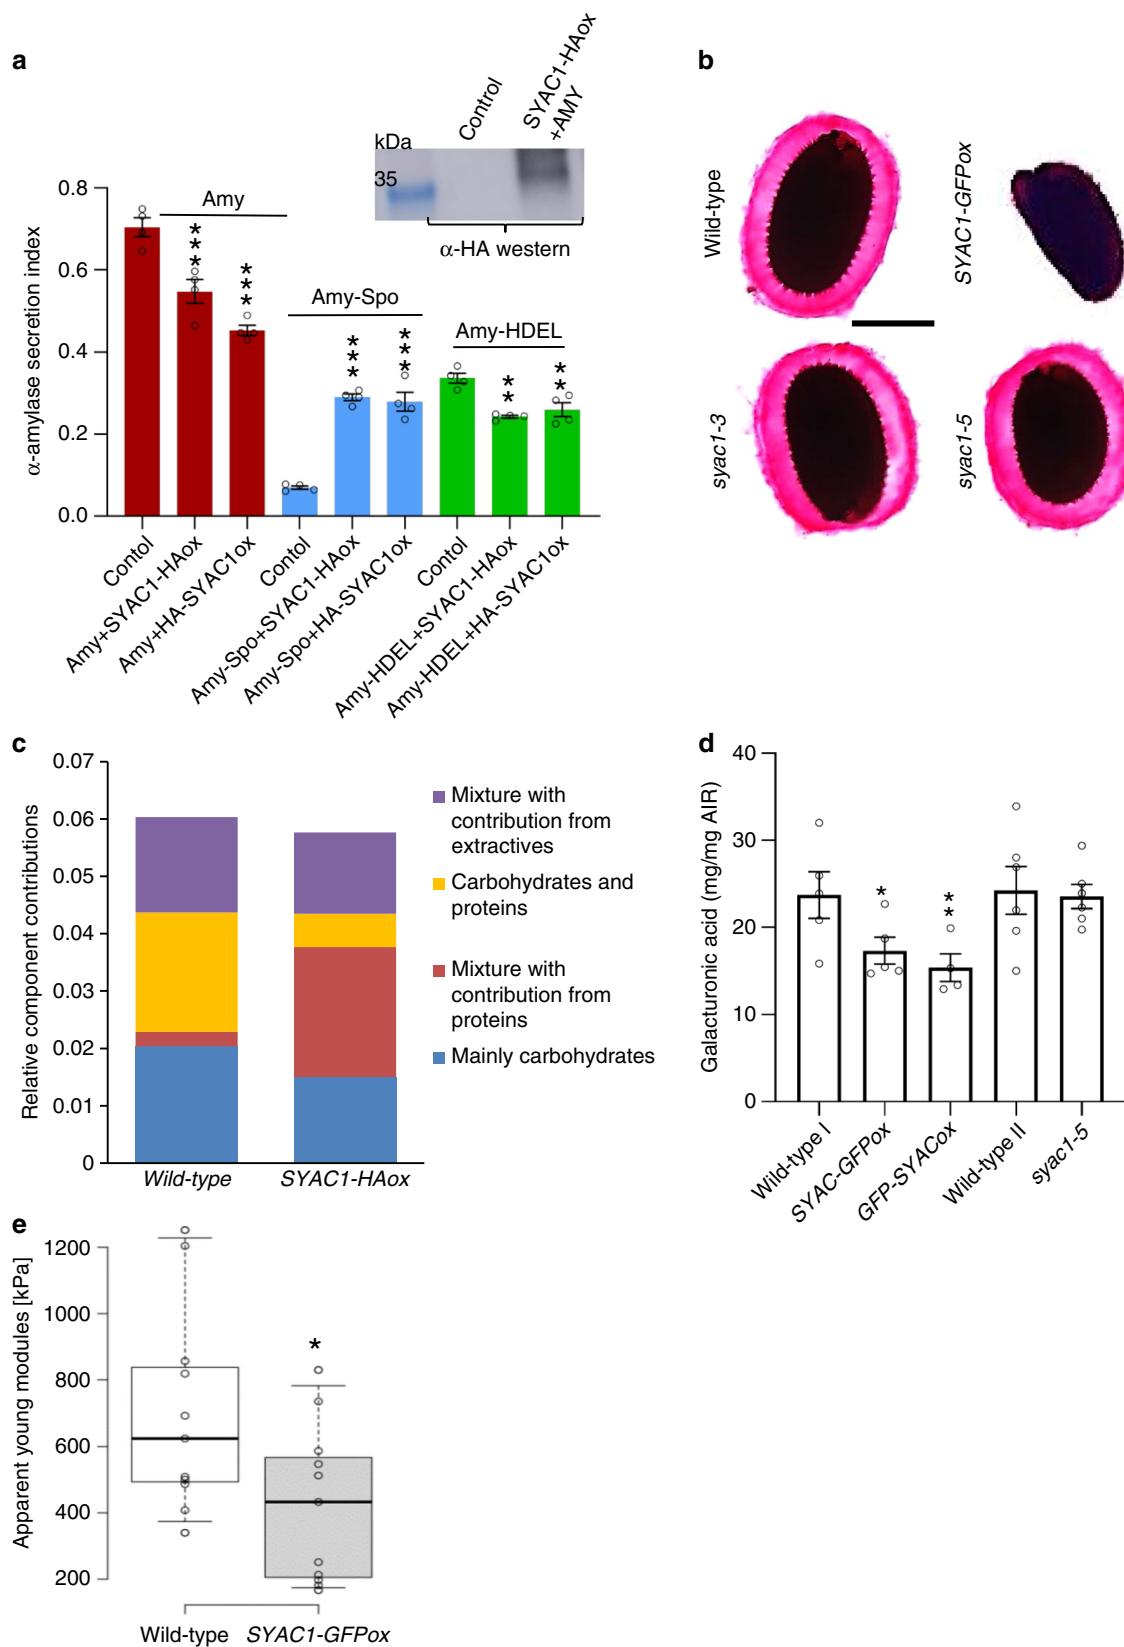 a
α-amylase secretion index
0.8
0.6
0.4
0.2
0.0
Amy
***
***
Amy-Spo
***
***
Amy-HDEL
**
**
kDa
35
Control
SYAC1-HAox
+AMY
α-HA western
Contol
Amy+SYAC1-HAox
Amy+HA-SYAC1ox
Contol
Amy-Spo+SYAC1-HAox
Amy-Spo+HA-SYAC1ox
Contol
Amy-HDEL+SYAC1-HAox
Amy-HDEL+HA-SYAC1ox
b
Wild-type
SYAC1-GFPox
syac1-3
syac1-5
c
Relative component contributions
0.07
0.06
0.05
0.04
0.03
0.02
0.01
0
Wild-type
SYAC1-HAox
Mixture with
contribution from
extractives
Carbohydrates and
proteins
Mixture with
contribution from
proteins
Mainly carbohydrates
d
Galacturonic acid (mg/mg AIR)
40
30
20
10
0
*
**
Wild-type I
SYAC-GFPox
GFP-SYACox
Wild-type II
syac1-5
e
Apparent young modules [kPa]
1200
1000
800
600
400
200
*
Wild-type
SYAC1-GFPox